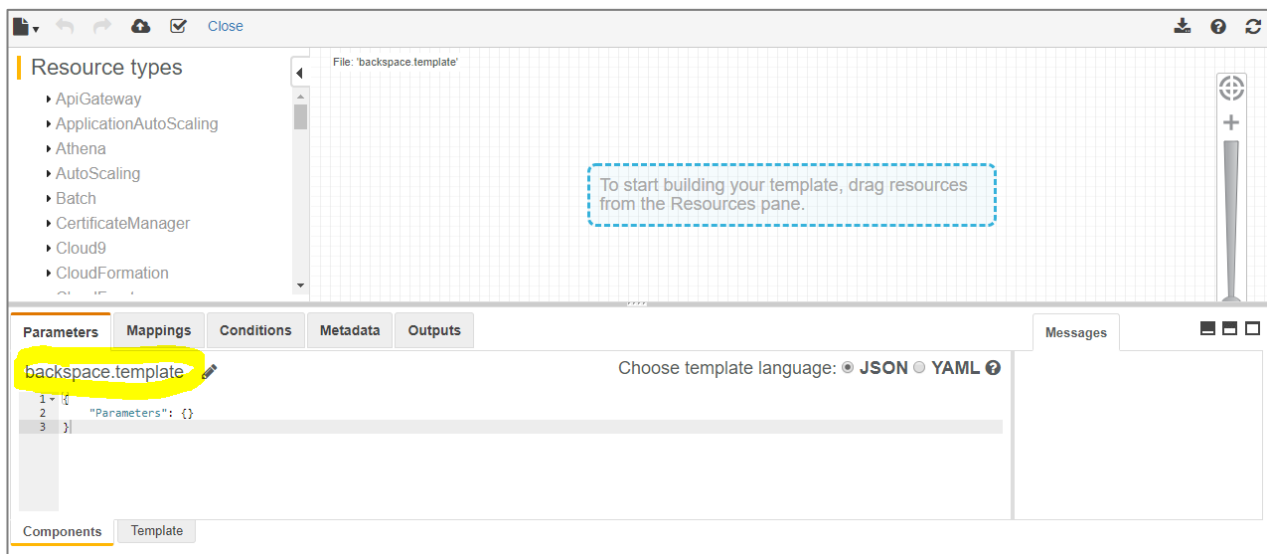 Close
Resource types
ApiGateway
ApplicationAutoScaling
Athena
AutoScaling
Batch
CertificateManager
Cloud9
CloudFormation
File: 'backspace.template'
To start building your template, drag resources
from the Resources pane.
Parameters Mappings Conditions Metadata Outputs
Messages
backspace.template
Choose template language: JSON YAML
1 {
2 "Parameters": {}
3 }
Components Template